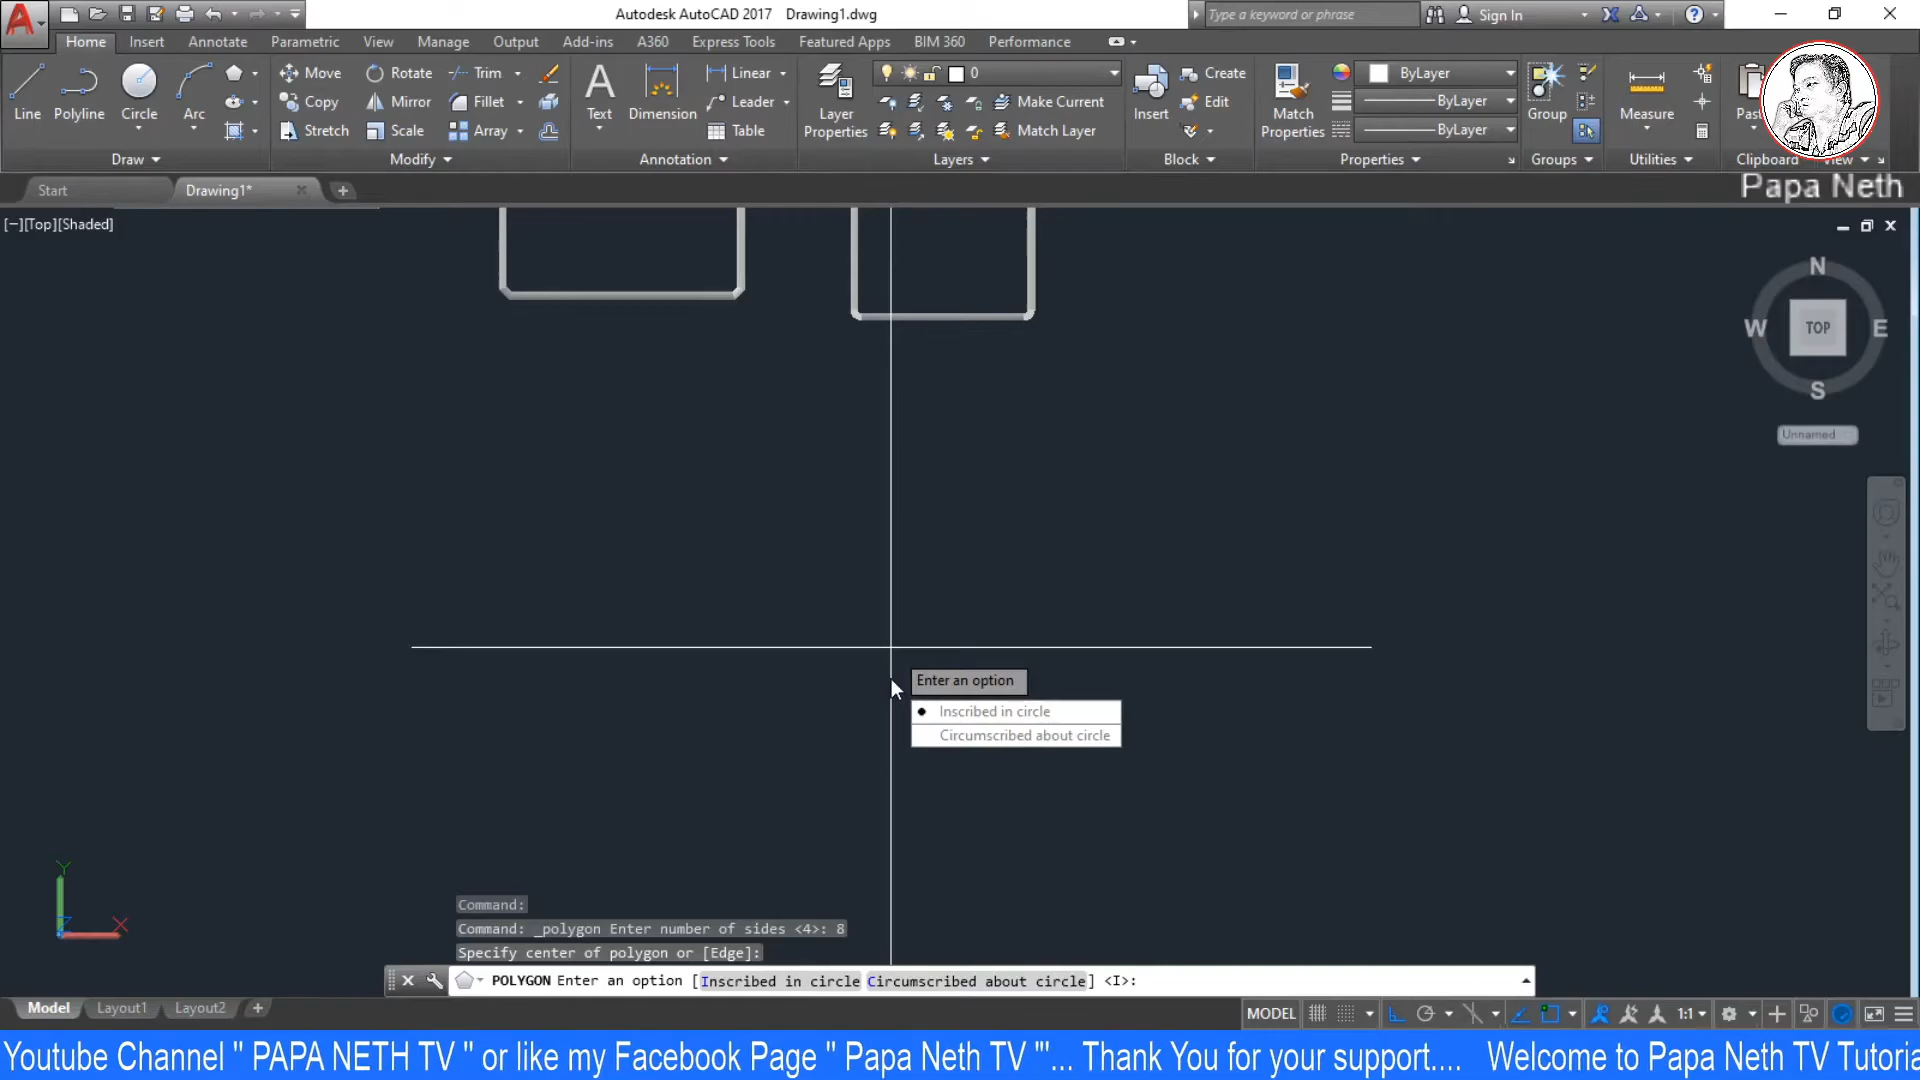 Autodesk AutoCAD 2017 Drawing1.dwg
Type a keyword or phrase
Sign In
Home Insert Annotate Parametric View Manage Output Add-ins A360 Express Tools Featured Apps BIM 360 Performance
Line Polyline Circle Arc
Move Rotate Trim
Copy Mirror Fillet
Stretch Scale Array
Text Dimension
Linear
Leader
Table
Layer Properties
0
Make Current
Match Layer
Insert
Create
Edit
Match Properties
ByLayer
ByLayer
ByLayer
Group
Measure
Draw Modify Annotation Layers Block Properties Groups Utilities Clipboard View
Start Drawing1*
Papa Neth
[−][Top][Shaded]
N
W TOP E
S
Unnamed
Enter an option
Inscribed in circle
Circumscribed about circle
Y
Z X
Command:
Command: _polygon Enter number of sides <4>: 8
Specify center of polygon or [Edge]:
POLYGON Enter an option [Inscribed in circle Circumscribed about circle] <I>:
Model Layout1 Layout2
MODEL 1:1
Youtube Channel " PAPA NETH TV " or like my Facebook Page " Papa Neth TV "'... Thank You for your support.... Welcome to Papa Neth TV Tutoria